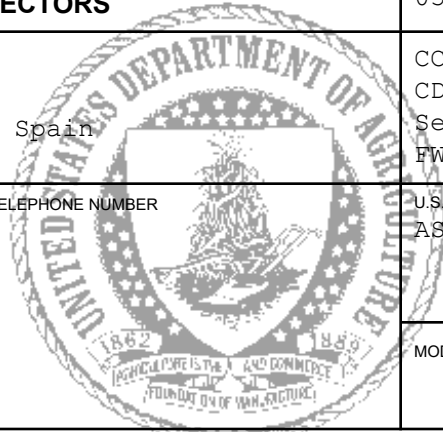 ECTORS
Spain
ELEPHONE NUMBER
CO
CD
Se
FW
U.S.
AS
MOD
UNITED STATES DEPARTMENT OF AGRICULTURE
1862 1889
AGRICULTURE IS THE AND COMMERCE
FOUNDATION OF MANUFACTURE